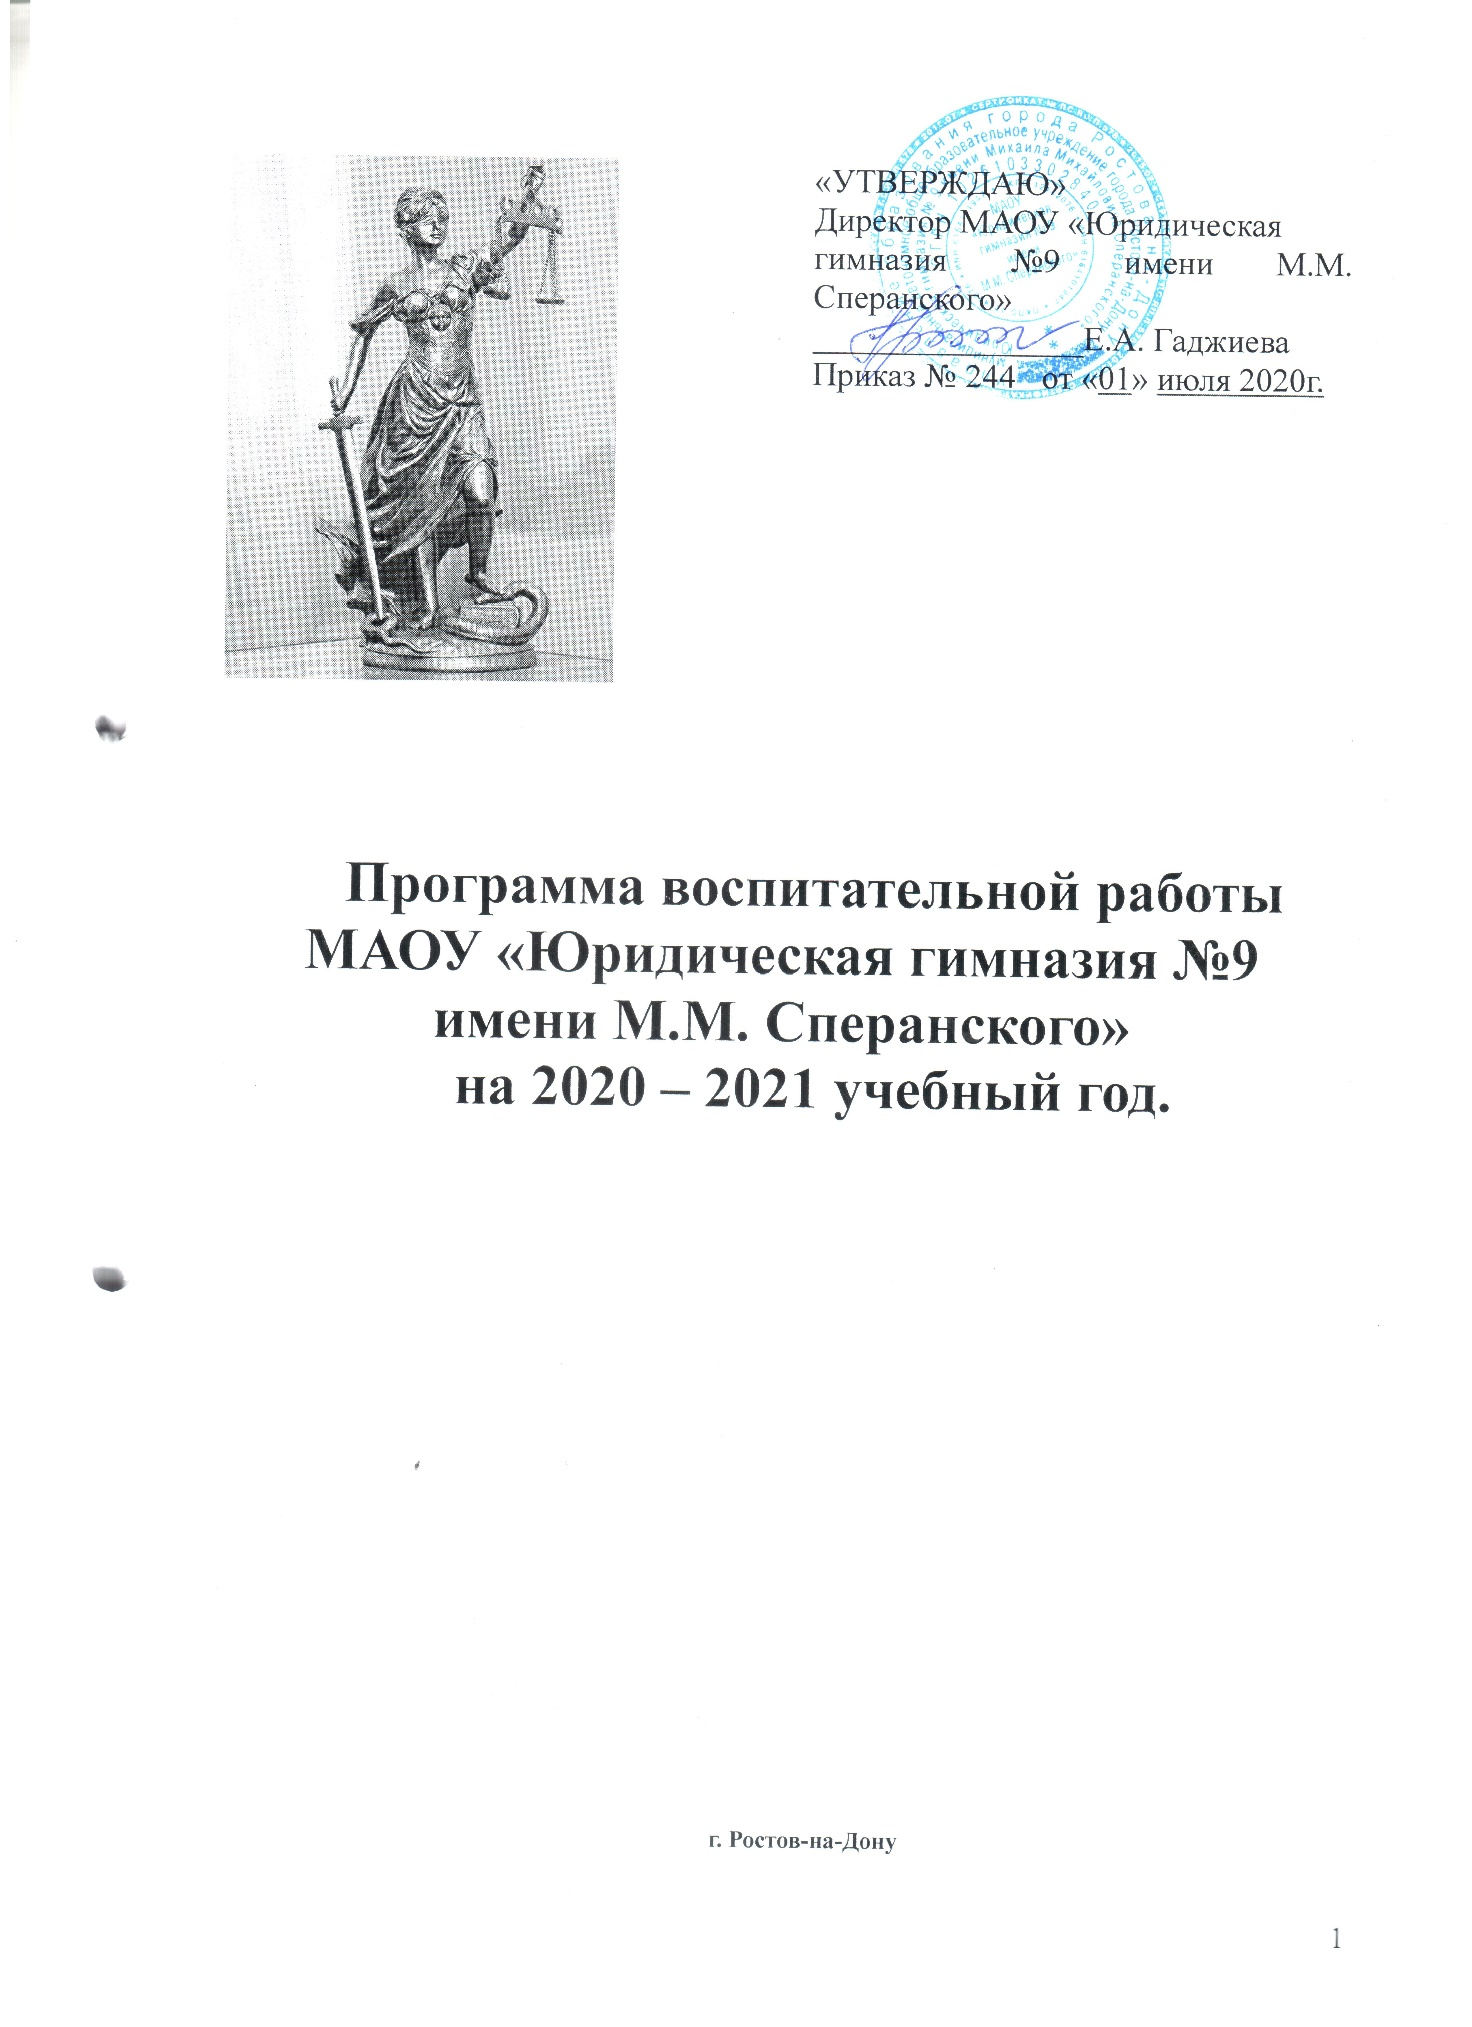 «УТВЕРЖДАЮ»
Директор МАОУ «Юридическая
гимназия №9 имени М.М.
Сперанского»
Е.А. Гаджиева
Приказ № 244 от «01» июля 2020г.
Программа воспитательной работы
МАОУ «Юридическая гимназия №9
имени М.М. Сперанского»
на 2020 – 2021 учебный год.
г. Ростов-на-Дону
1